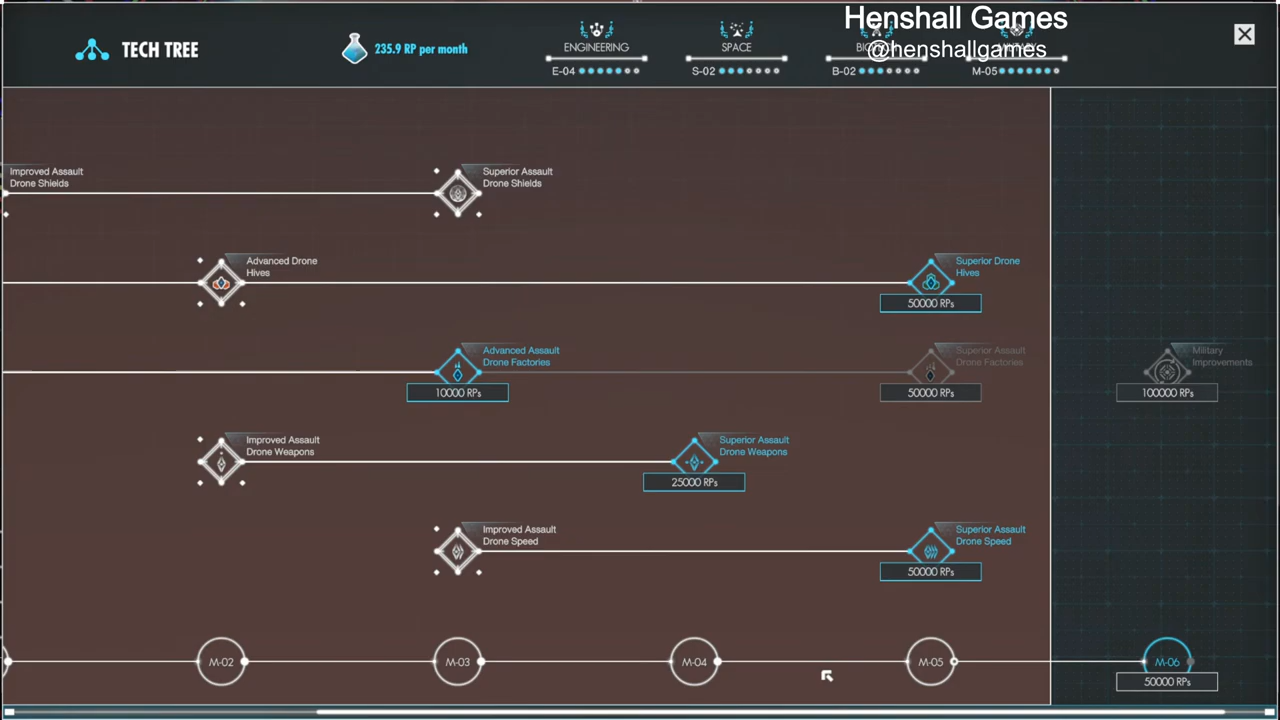 TECH TREE
235.9 RP per month
ENGINEERING
E-04
SPACE
S-02
B-02
M-05
Henshall Games
@henshallgames
Improved Assault
Drone Shields
Superior Assault
Drone Shields
Advanced Drone
Hives
Superior Drone
Hives
50000 RPs
Advanced Assault
Drone Factories
10000 RPs
Superior Assault
Drone Factories
50000 RPs
Military
Improvements
100000 RPs
Improved Assault
Drone Weapons
Superior Assault
Drone Weapons
25000 RPs
Improved Assault
Drone Speed
Superior Assault
Drone Speed
50000 RPs
M-02
M-03
M-04
M-05
M-06
50000 RPs